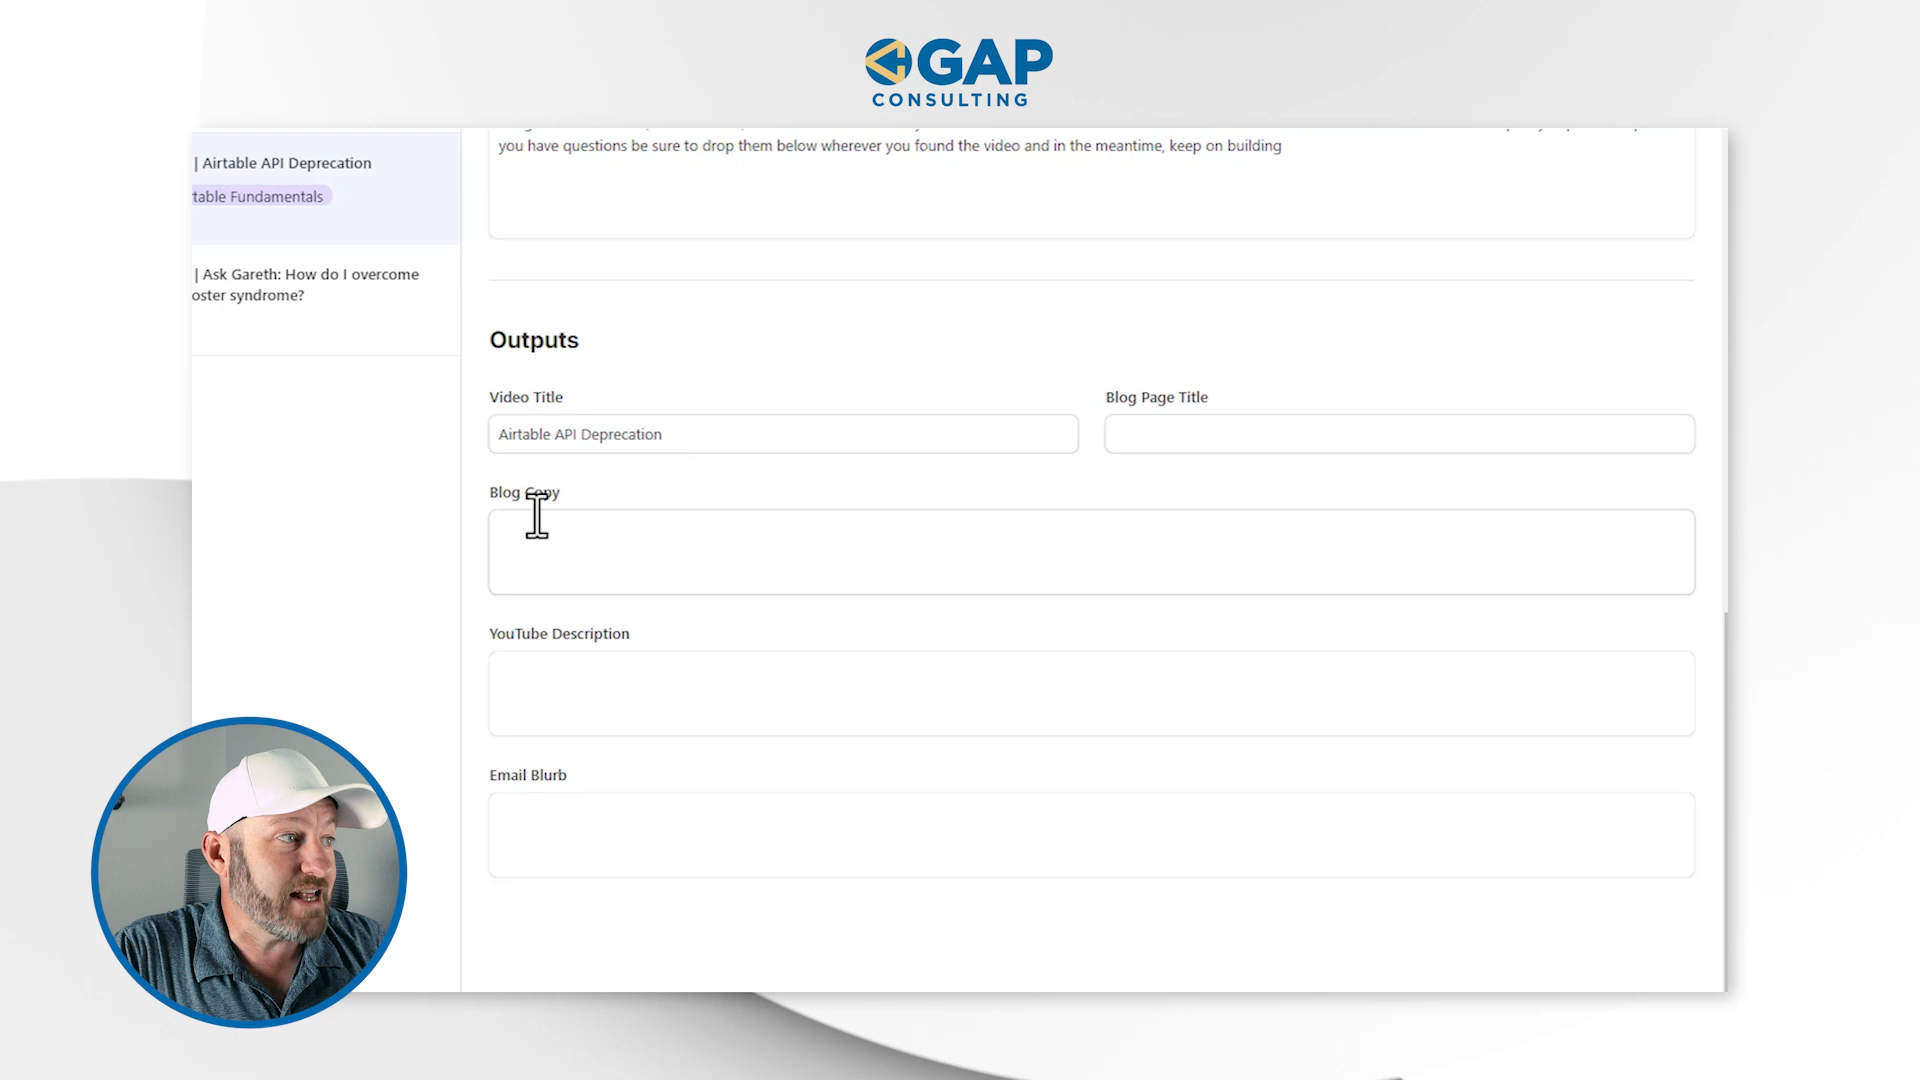 GAP
CONSULTING
| Airtable API Deprecation
table Fundamentals
| Ask Gareth: How do I overcome
oster syndrome?
you have questions be sure to drop them below wherever you found the video and in the meantime, keep on building
Outputs
Video Title
Blog Page Title
Airtable API Deprecation
Blog Copy
YouTube Description
Email Blurb